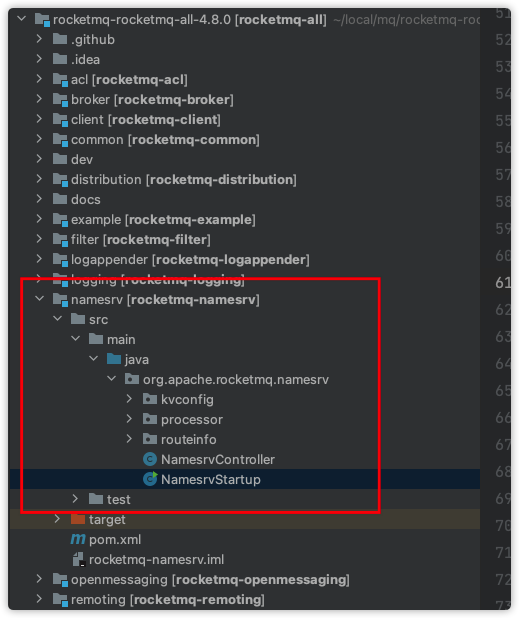 rocketmq-rocketmq-all-4.8.0 [rocketmq-all] ~/local/mq/rocketmq-roc
.github
.idea
acl [rocketmq-acl]
broker [rocketmq-broker]
client [rocketmq-client]
common [rocketmq-common]
dev
distribution [rocketmq-distribution]
docs
example [rocketmq-example]
filter [rocketmq-filter]
logappender [rocketmq-logappender]
logging [rocketmq-logging]
namesrv [rocketmq-namesrv]
src
main
java
org.apache.rocketmq.namesrv
kvconfig
processor
routeinfo
NamesrvController
NamesrvStartup
test
target
pom.xml
rocketmq-namesrv.iml
openmessaging [rocketmq-openmessaging]
remoting [rocketmq-remoting]
52
53
54
55
56
57
58
59
60
61
62
63
64
65
66
67
68
69
70
71
72